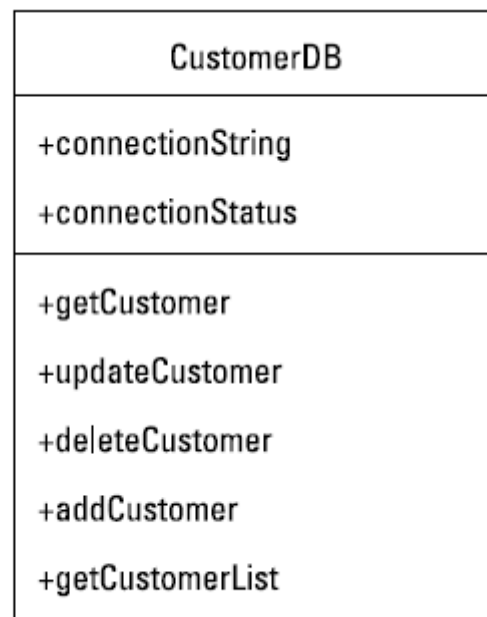 CustomerDB
+connectionString
+connectionStatus
+getCustomer
+updateCustomer
+deleteCustomer
+addCustomer
+getCustomerList